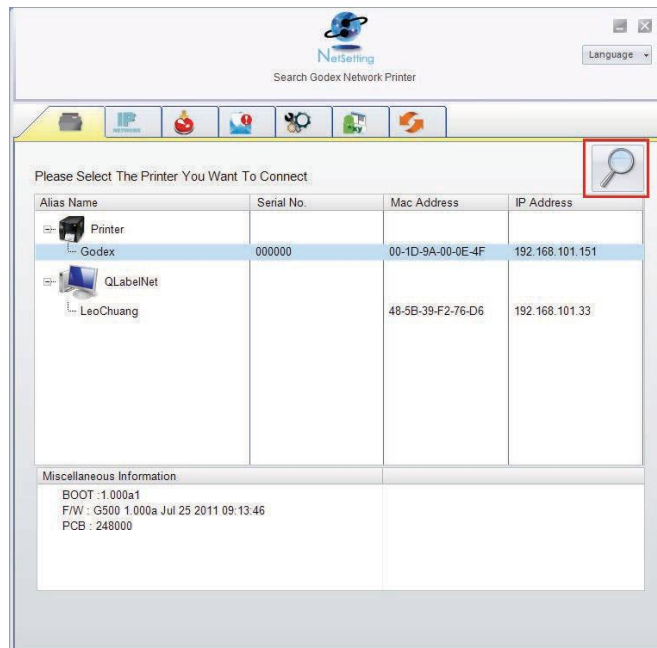 NetSetting
Language
Search Godex Network Printer
IP
NETWORK
Please Select The Printer You Want To Connect
Alias Name Serial No. Mac Address IP Address
Printer
Godex 000000 00-1D-9A-00-0E-4F 192.168.101.151
QLabelNet
LeoChuang 48-5B-39-F2-76-D6 192.168.101.33
Miscellaneous Information
BOOT :1.000a1
F/W : G500 1.000a Jul 25 2011 09:13:46
PCB : 248000